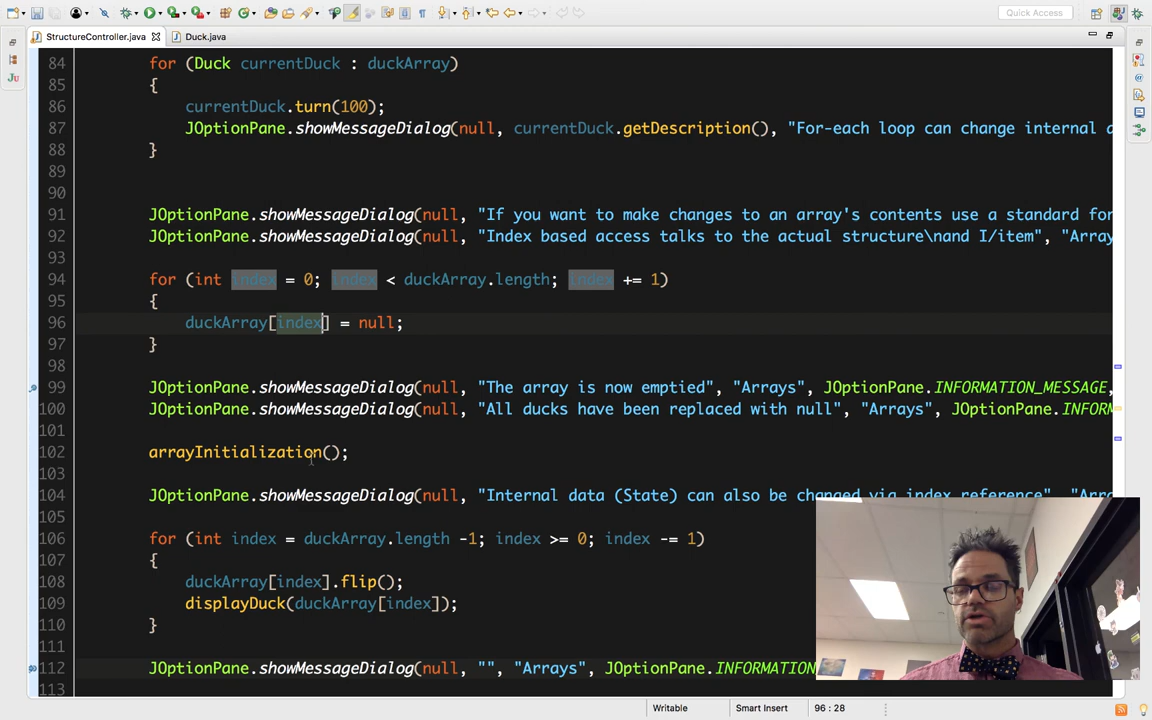 Quick Access
StructureController.java
Duck.java
84 for (Duck currentDuck : duckArray)
85 {
86 currentDuck.turn(100);
87 JOptionPane.showMessageDialog(null, currentDuck.getDescription(), "For-each loop can change internal
88 }
89
90
91 JOptionPane.showMessageDialog(null, "If you want to make changes to an array's contents use a standard for
92 JOptionPane.showMessageDialog(null, "Index based access talks to the actual structure\nand I/item", "Array
93
94 for (int index = 0; index < duckArray.length; index += 1)
95 {
96 duckArray[index] = null;
97 }
98
99 JOptionPane.showMessageDialog(null, "The array is now emptied", "Arrays", JOptionPane.INFORMATION_MESSAGE,
100 JOptionPane.showMessageDialog(null, "All ducks have been replaced with null", "Arrays", JOptionPane.INFORM
101
102 arrayInitialization();
103
104 JOptionPane.showMessageDialog(null, "Internal data (State) can also be changed via index reference", "Arra
105
106 for (int index = duckArray.length -1; index >= 0; index -= 1)
107 {
108 duckArray[index].flip();
109 displayDuck(duckArray[index]);
110 }
111
112 JOptionPane.showMessageDialog(null, "", "Arrays", JOptionPane.INFORMATION
113
Writable
Smart Insert
96 : 28